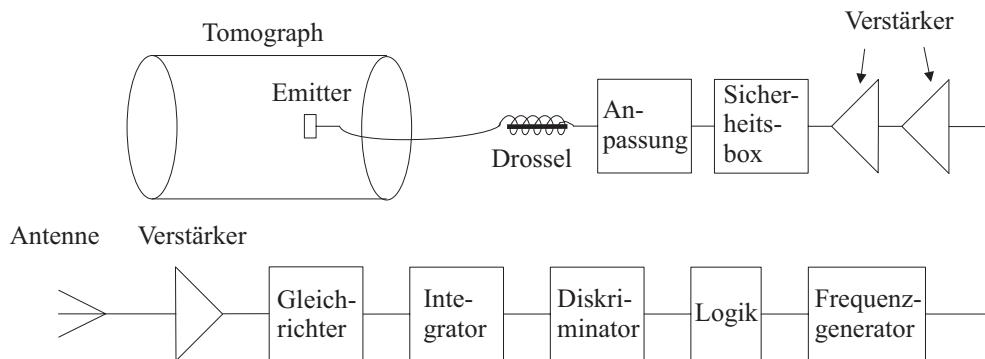 Verstärker
Tomograph
Emitter
Drossel
An-
passung
Sicher-
heits-
box
Antenne
Verstärker
Gleich-
richter
Inte-
grator
Diskri-
minator
Logik
Frequenz-
generator